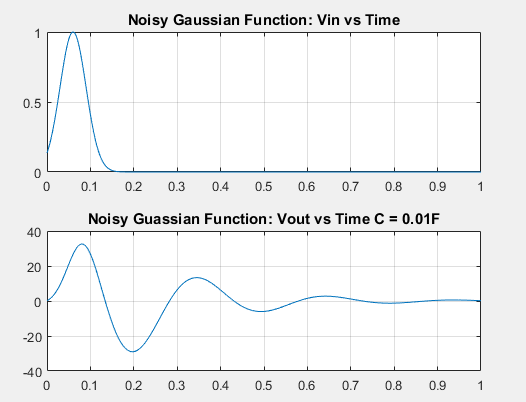 Noisy Gaussian Function: Vin vs Time
1
0.5
0
0 0.1 0.2 0.3 0.4 0.5 0.6 0.7 0.8 0.9 1
Noisy Guassian Function: Vout vs Time C = 0.01F
40
20
0
-20
-40
0 0.1 0.2 0.3 0.4 0.5 0.6 0.7 0.8 0.9 1